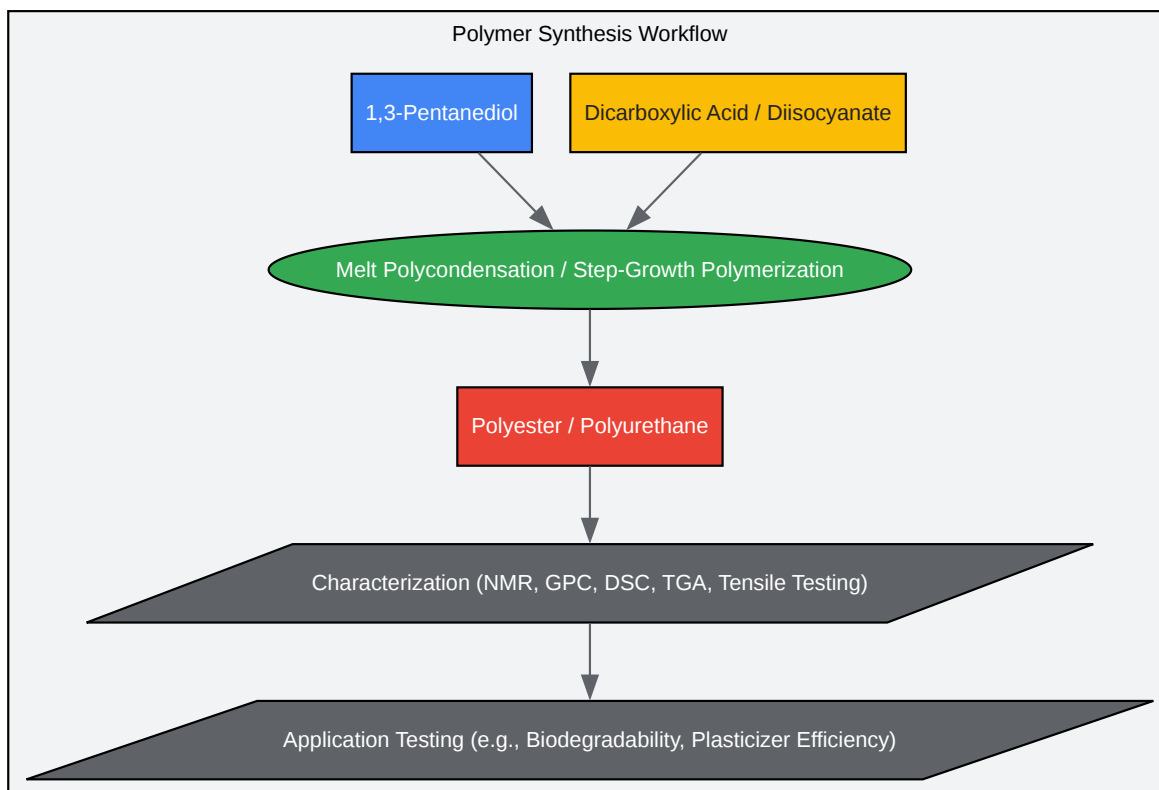 Polymer Synthesis Workflow
1,3-Pentanediol
Dicarboxylic Acid / Diisocyanate
Melt Polycondensation / Step-Growth Polymerization
Polyester / Polyurethane
Characterization (NMR, GPC, DSC, TGA, Tensile Testing)
Application Testing (e.g., Biodegradability, Plasticizer Efficiency)